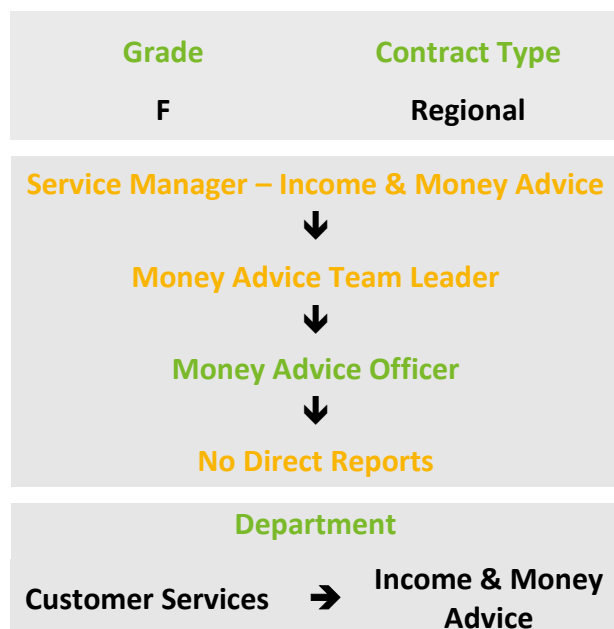 Grade Contract Type
F Regional
Service Manager – Income & Money Advice
Money Advice Team Leader
Money Advice Officer
No Direct Reports
Department
Customer Services ➔ Income & Money
Advice